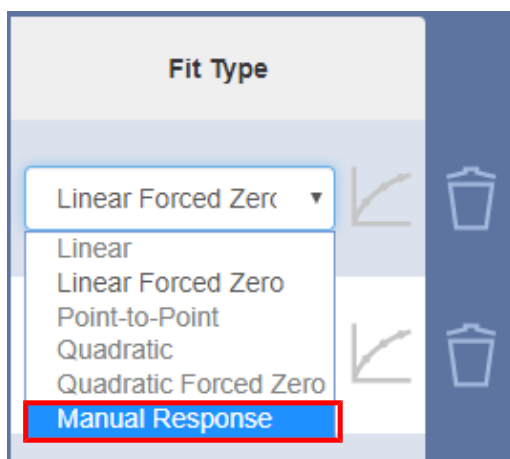 Fit Type
Linear Forced Zerc
Linear
Linear Forced Zero
Point-to-Point
Quadratic
Quadratic Forced Zero
Manual Response